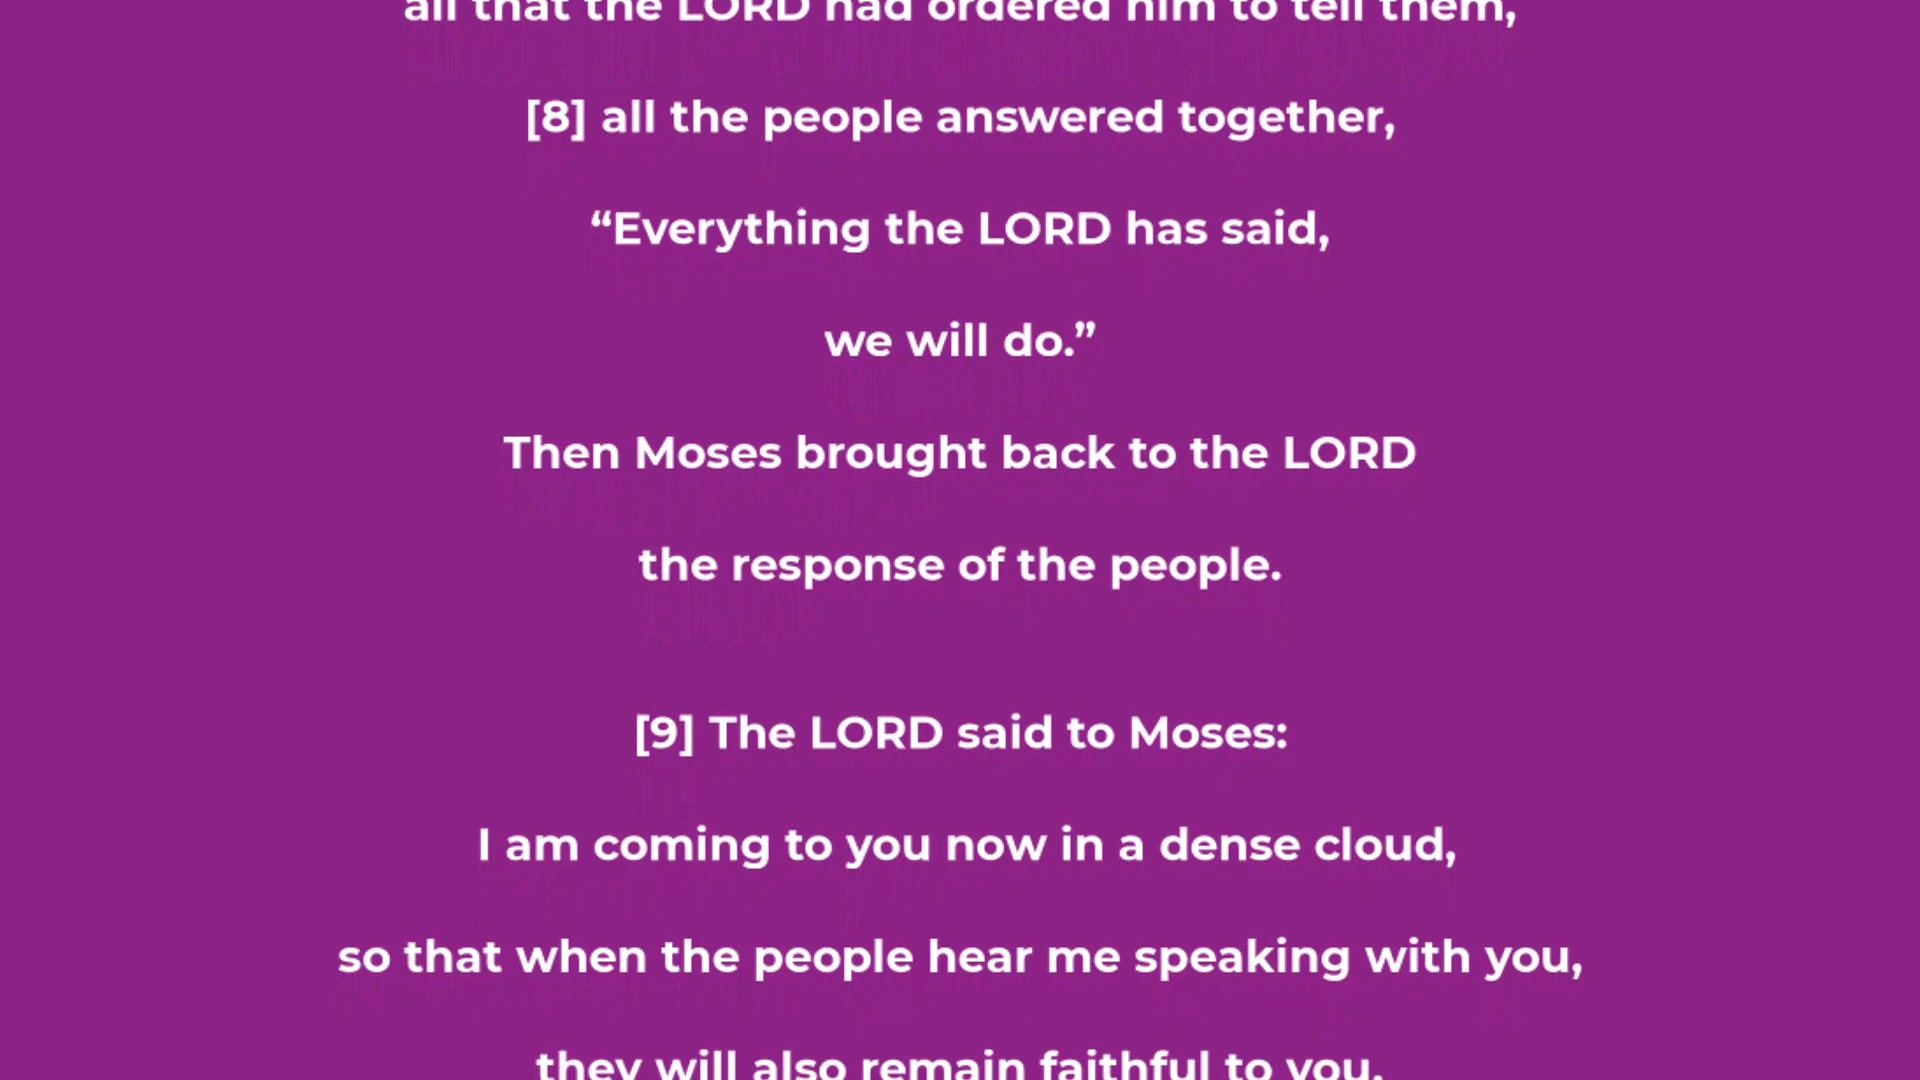 all that the LORD had ordered him to tell them,
[8] all the people answered together,
“Everything the LORD has said,
we will do.”
Then Moses brought back to the LORD
the response of the people.
[9] The LORD said to Moses:
I am coming to you now in a dense cloud,
so that when the people hear me speaking with you,
they will also remain faithful to you.